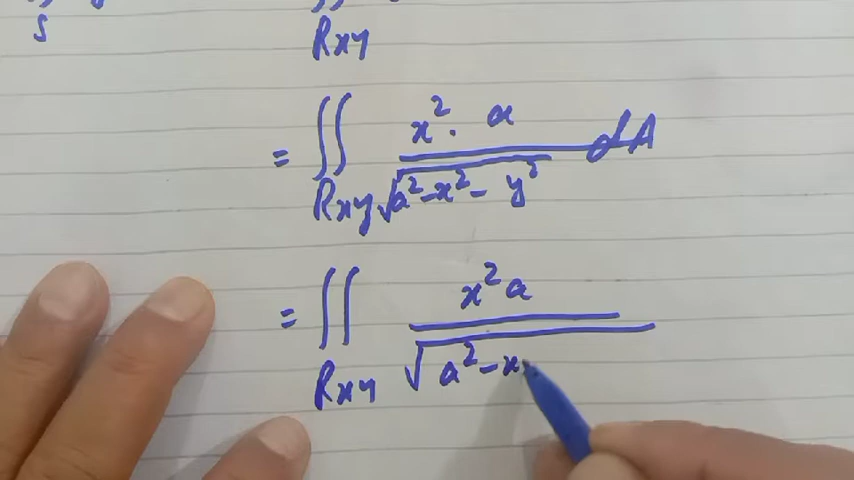 s
Rxy
= ∬ x². a / √a²-x²-y² dA
Rxy
= ∬ x²a / √a²-x
Rxy